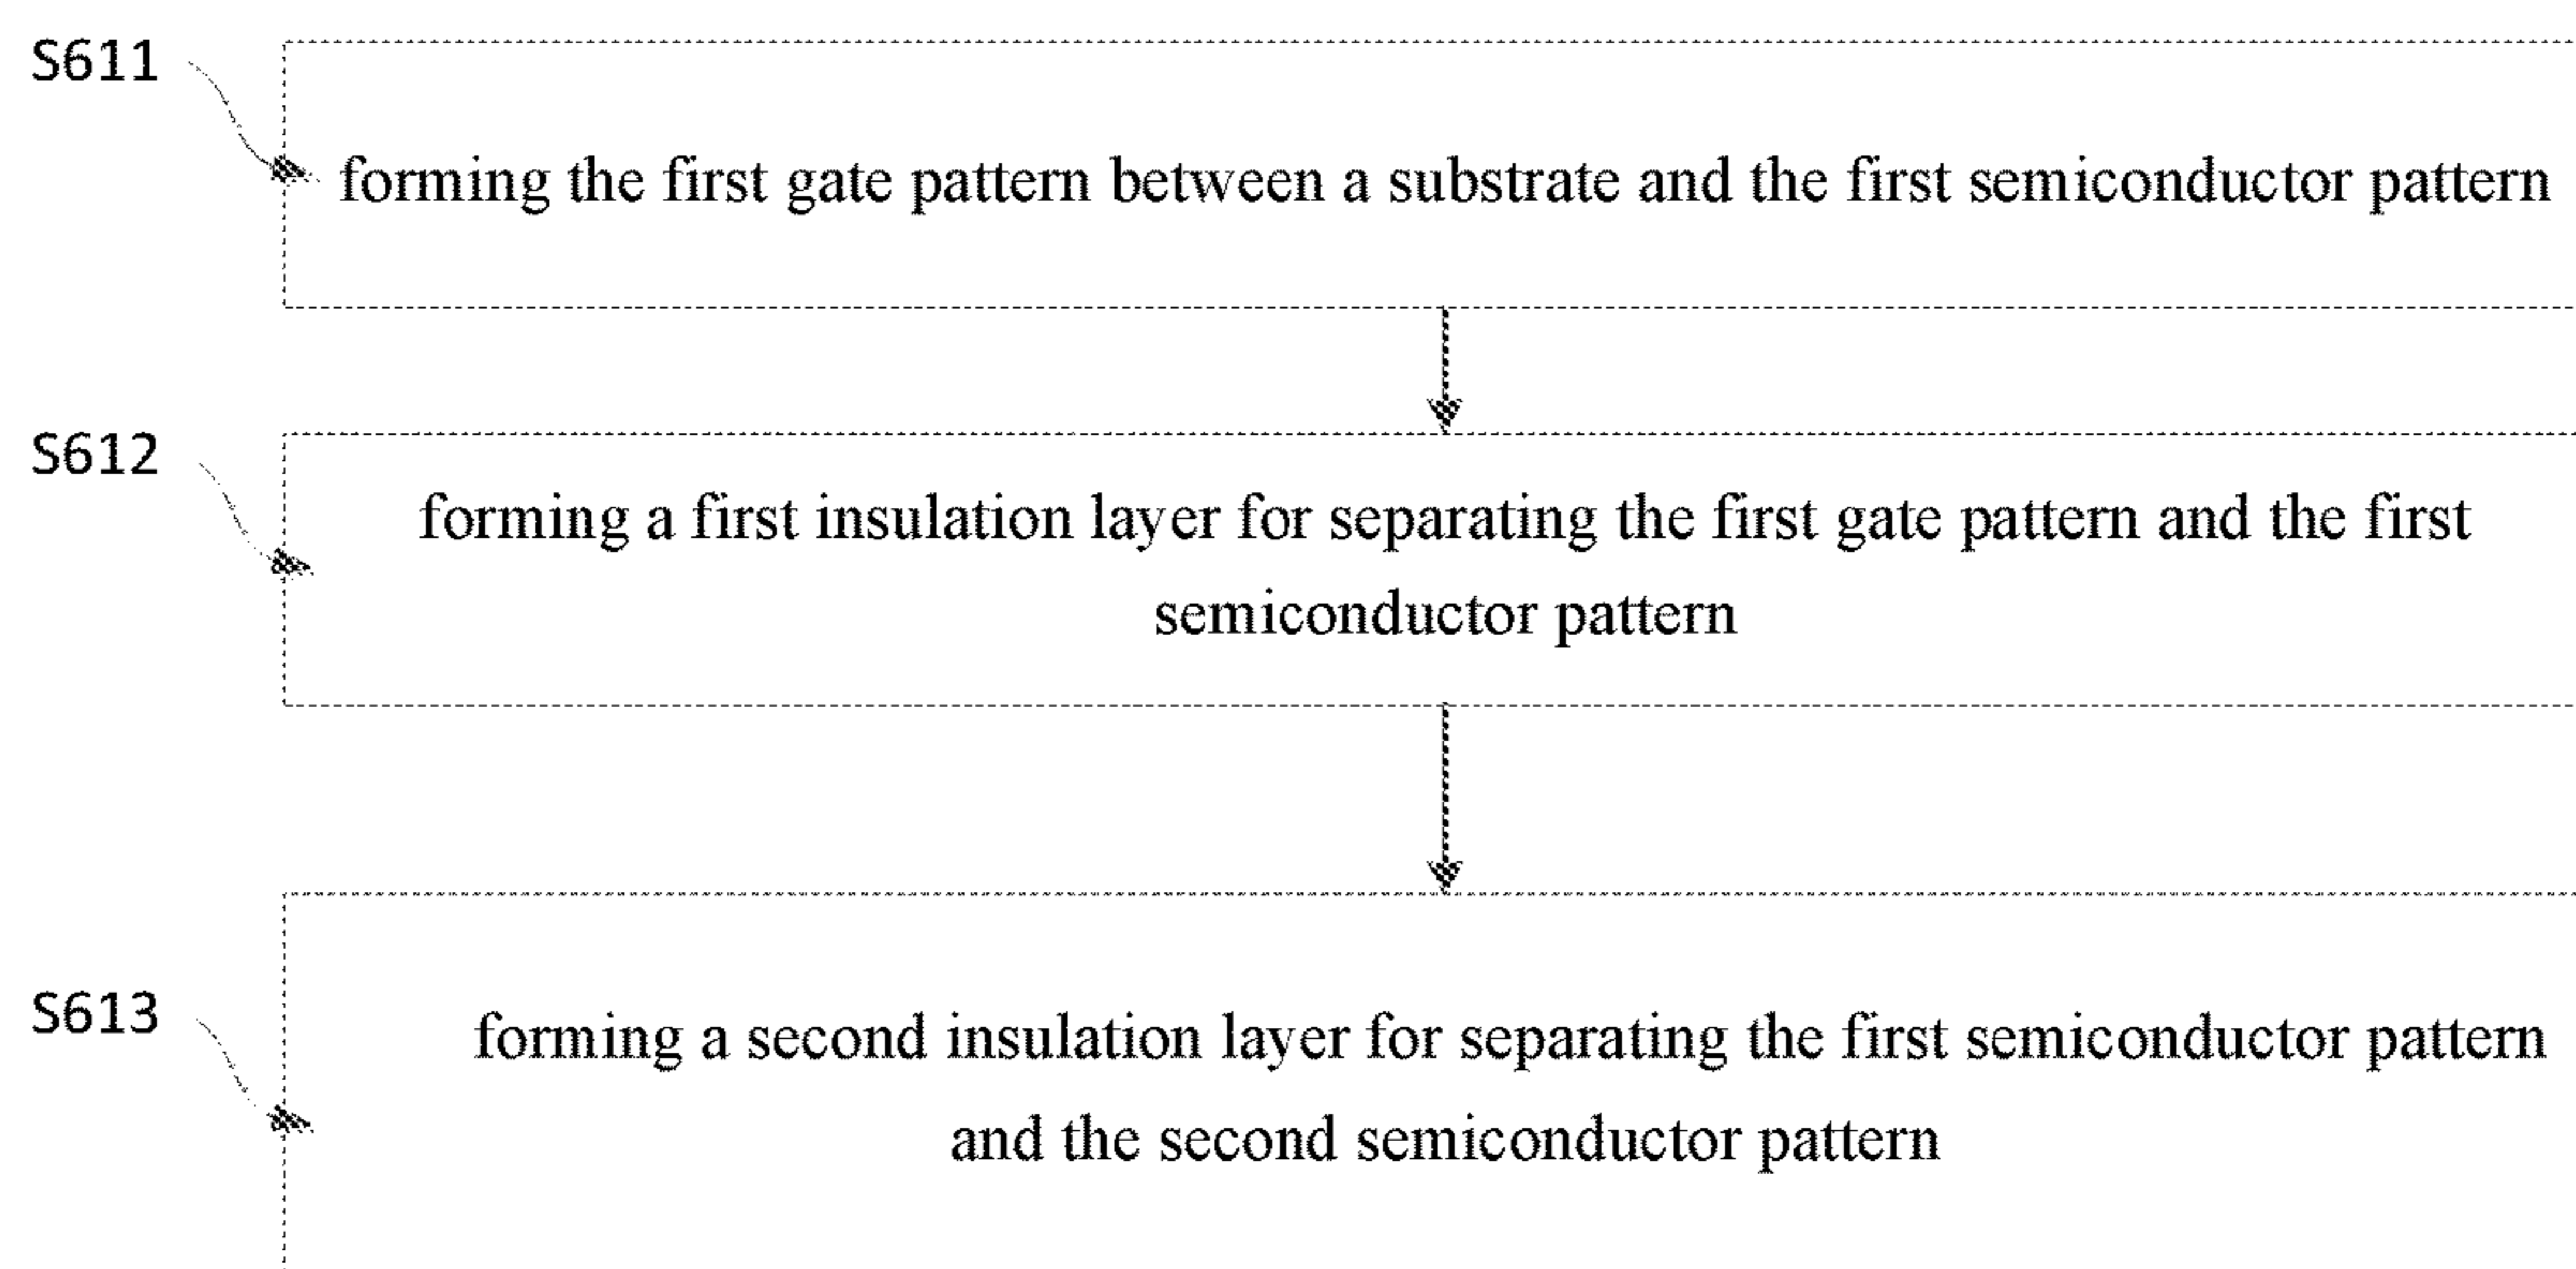 S611
forming the first gate pattern between a substrate and the first semiconductor pattern
S612
forming a first insulation layer for separating the first gate pattern and the first
semiconductor pattern
S613
forming a second insulation layer for separating the first semiconductor pattern
and the second semiconductor pattern